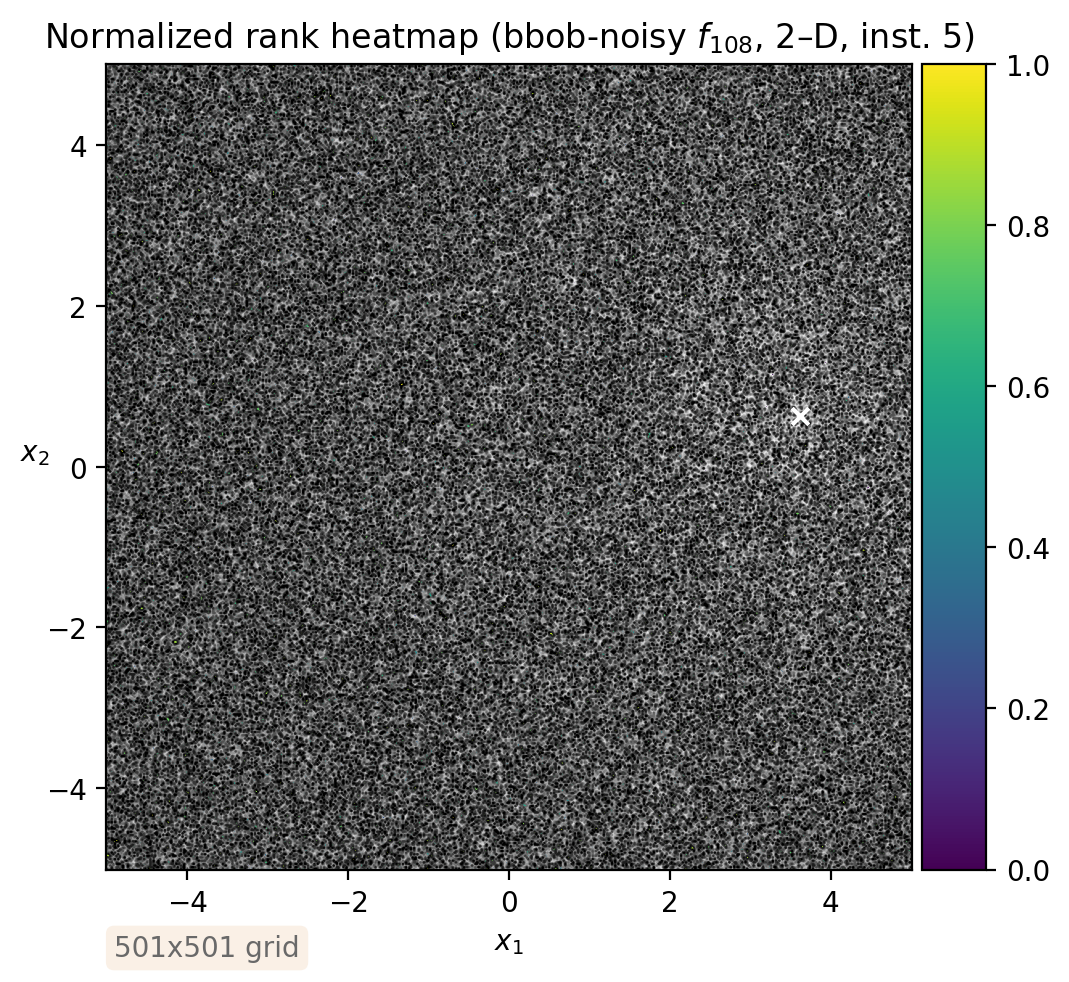 Normalized rank heatmap (bbob-noisy f₁₀₈, 2–D, inst. 5)
1.0
0.8
0.6
0.4
0.2
0.0
4
2
0
−2
−4
x₂
−4 −2 0 2 4
x₁
501x501 grid